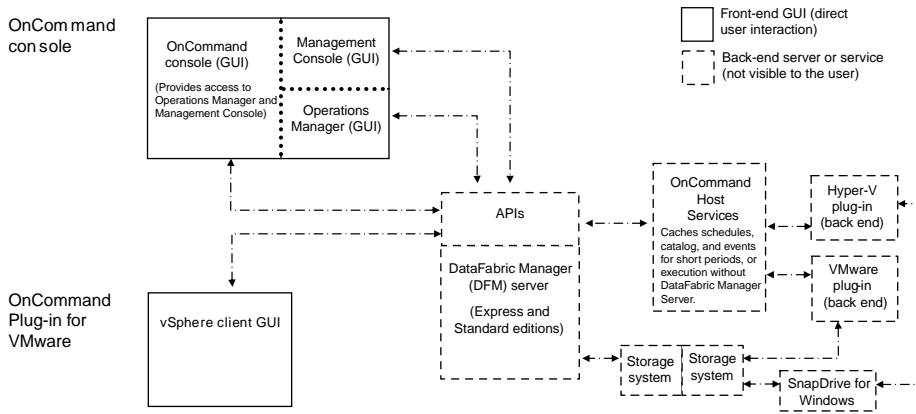 OnCommand
console
OnCommand
console (GUI)
(Provides access to
Operations Manager and
Management Console)
Management
Console (GUI)
Operations
Manager (GUI)
Front-end GUI (direct
user interaction)
Back-end server or service
(not visible to the user)
APIs
DataFabric Manager
(DFM) server
(Express and
Standard editions)
OnCommand
Host
Services
Caches schedules,
catalog, and events
for short periods, or
execution without
DataFabric Manager
Server.
Hyper-V
plug-in
(back end)
VMware
plug-in
(back end)
OnCommand
Plug-in for
VMware
vSphere client GUI
Storage
system
Storage
system
SnapDrive for
Windows